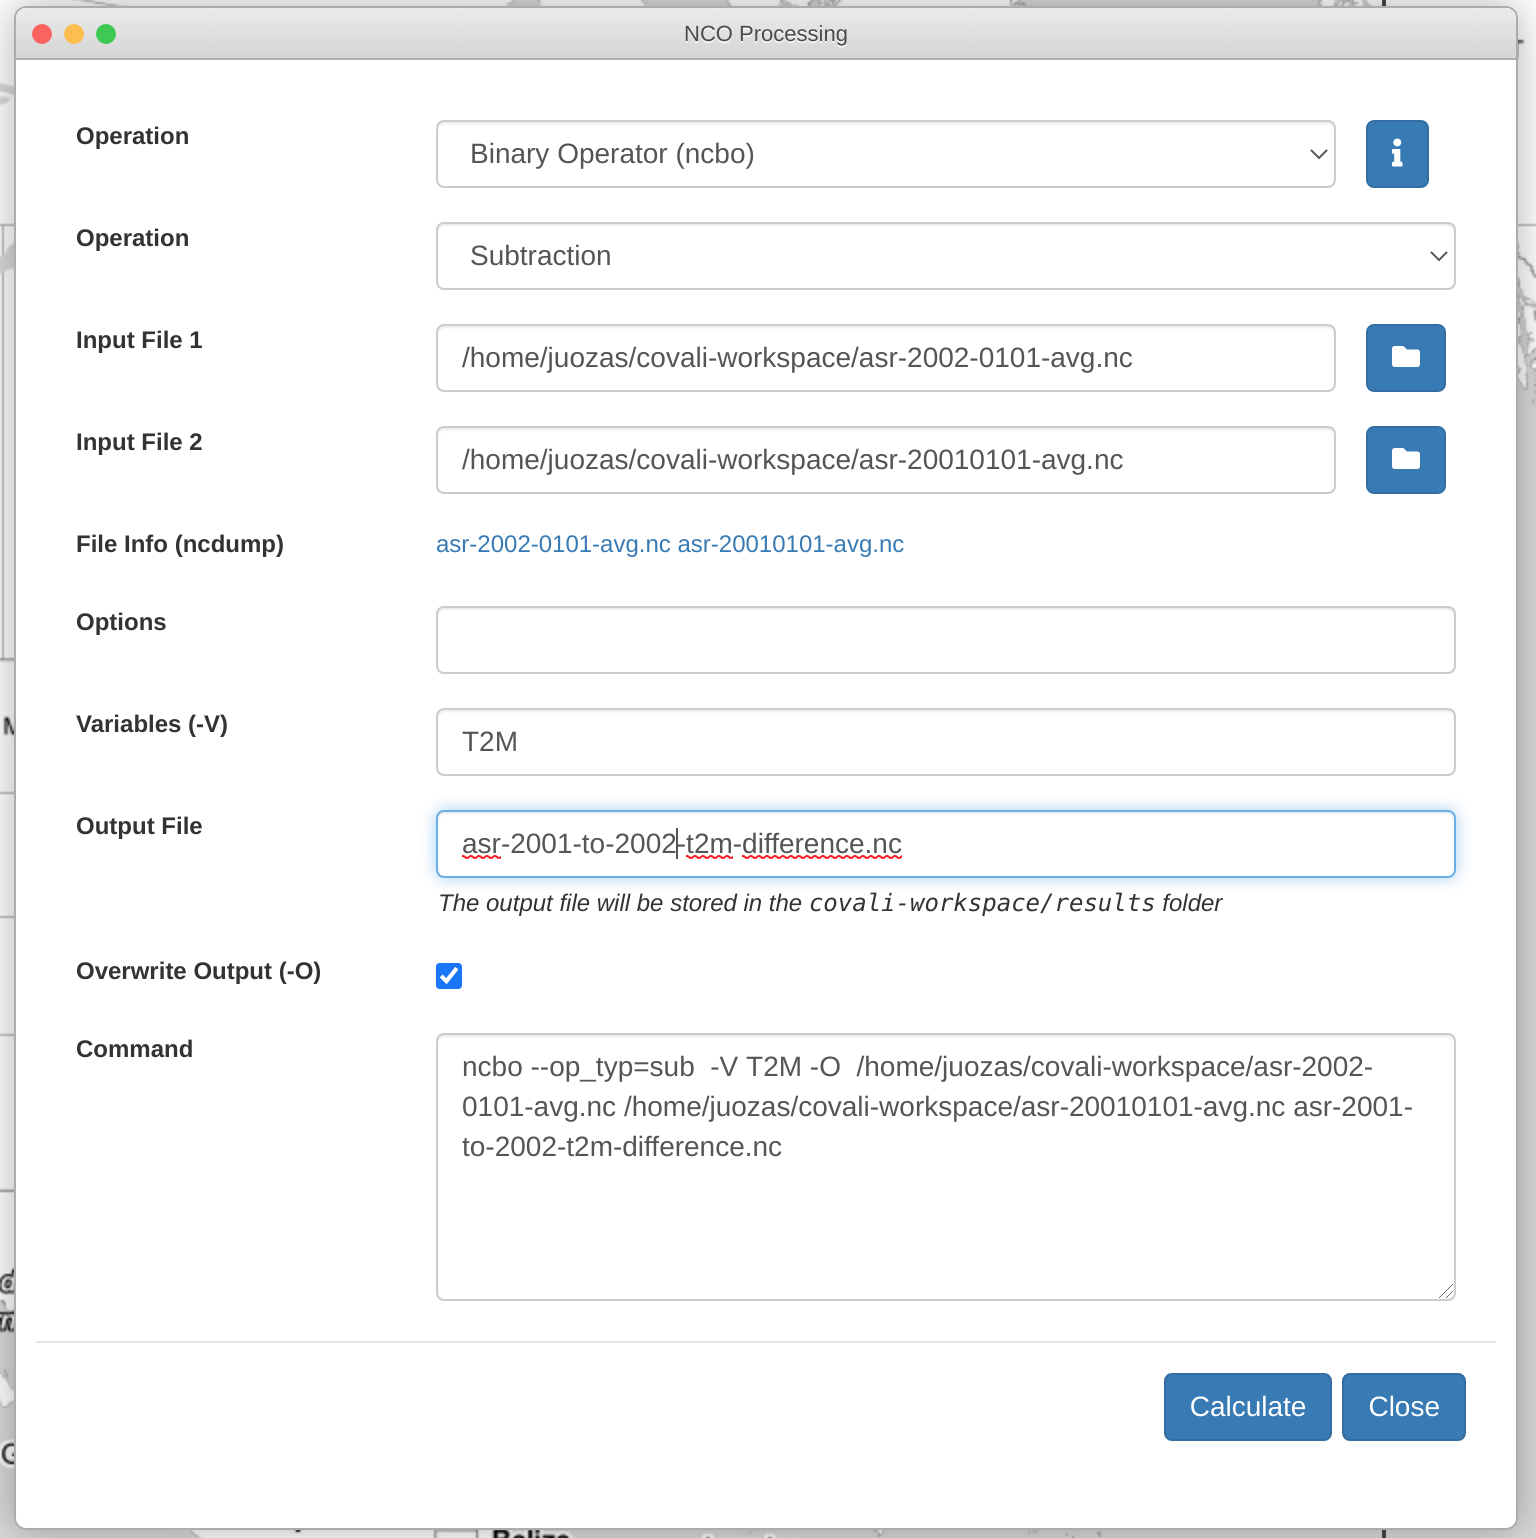 NCO Processing
Operation
Binary Operator (ncbo)
Operation
Subtraction
Input File 1
/home/juozas/covali-workspace/asr-2002-0101-avg.nc
Input File 2
/home/juozas/covali-workspace/asr-20010101-avg.nc
File Info (ncdump)
asr-2002-0101-avg.nc asr-20010101-avg.nc
Options
Variables (-V)
T2M
Output File
asr-2001-to-2002-t2m-difference.nc
The output file will be stored in the covali-workspace/results folder
Overwrite Output (-O)
Command
ncbo --op_typ=sub  -V T2M -O  /home/juozas/covali-workspace/asr-2002-
0101-avg.nc /home/juozas/covali-workspace/asr-20010101-avg.nc asr-2001-
to-2002-t2m-difference.nc
Calculate
Close